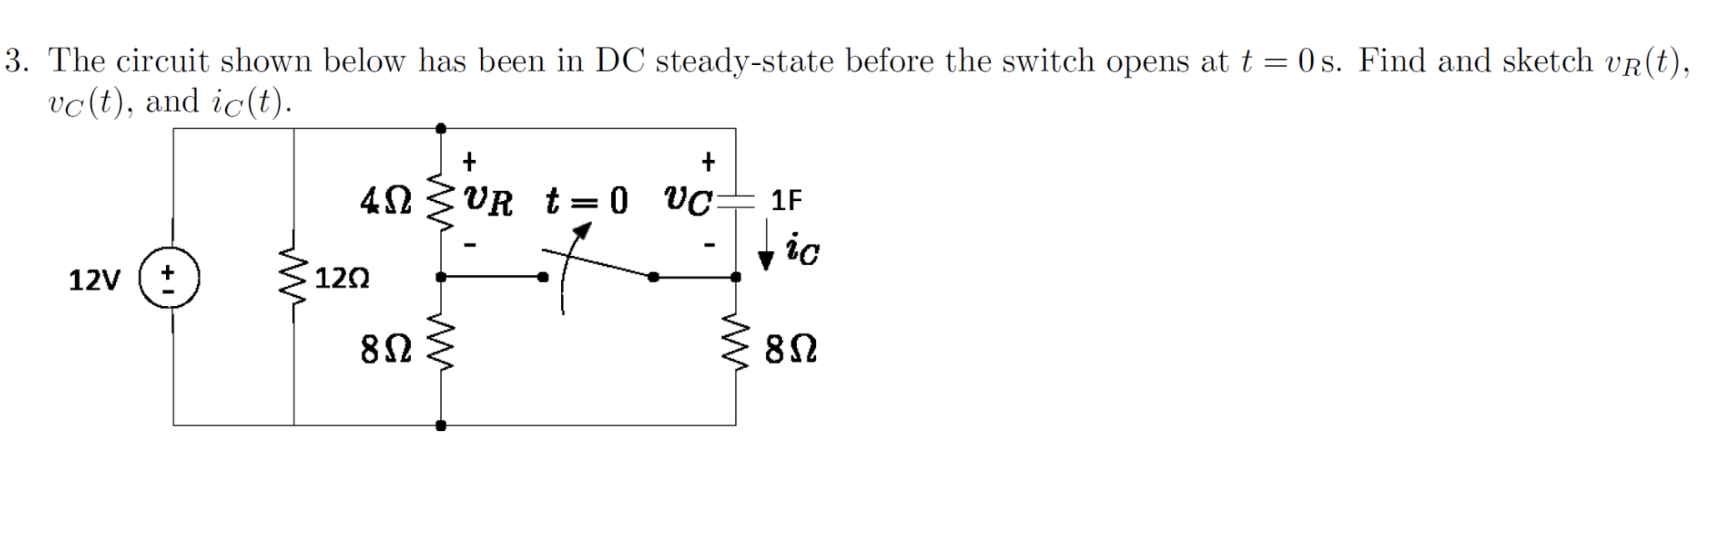 3. The circuit shown below has been in DC steady-state before the switch opens at t = 0 s. Find and sketch v_R(t),
v_C(t), and i_C(t).
+ +
4Ω v_R t = 0 v_C 1F
- - i_C
12V + - 12Ω
8Ω 8Ω